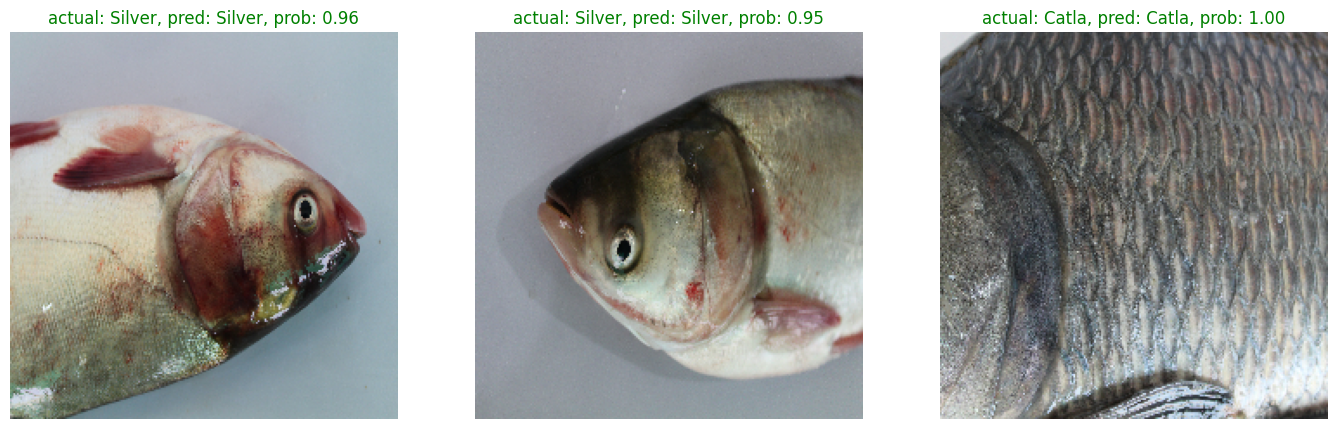 actual: Silver, pred: Silver, prob: 0.96
actual: Silver, pred: Silver, prob: 0.95
actual: Catla, pred: Catla, prob: 1.00